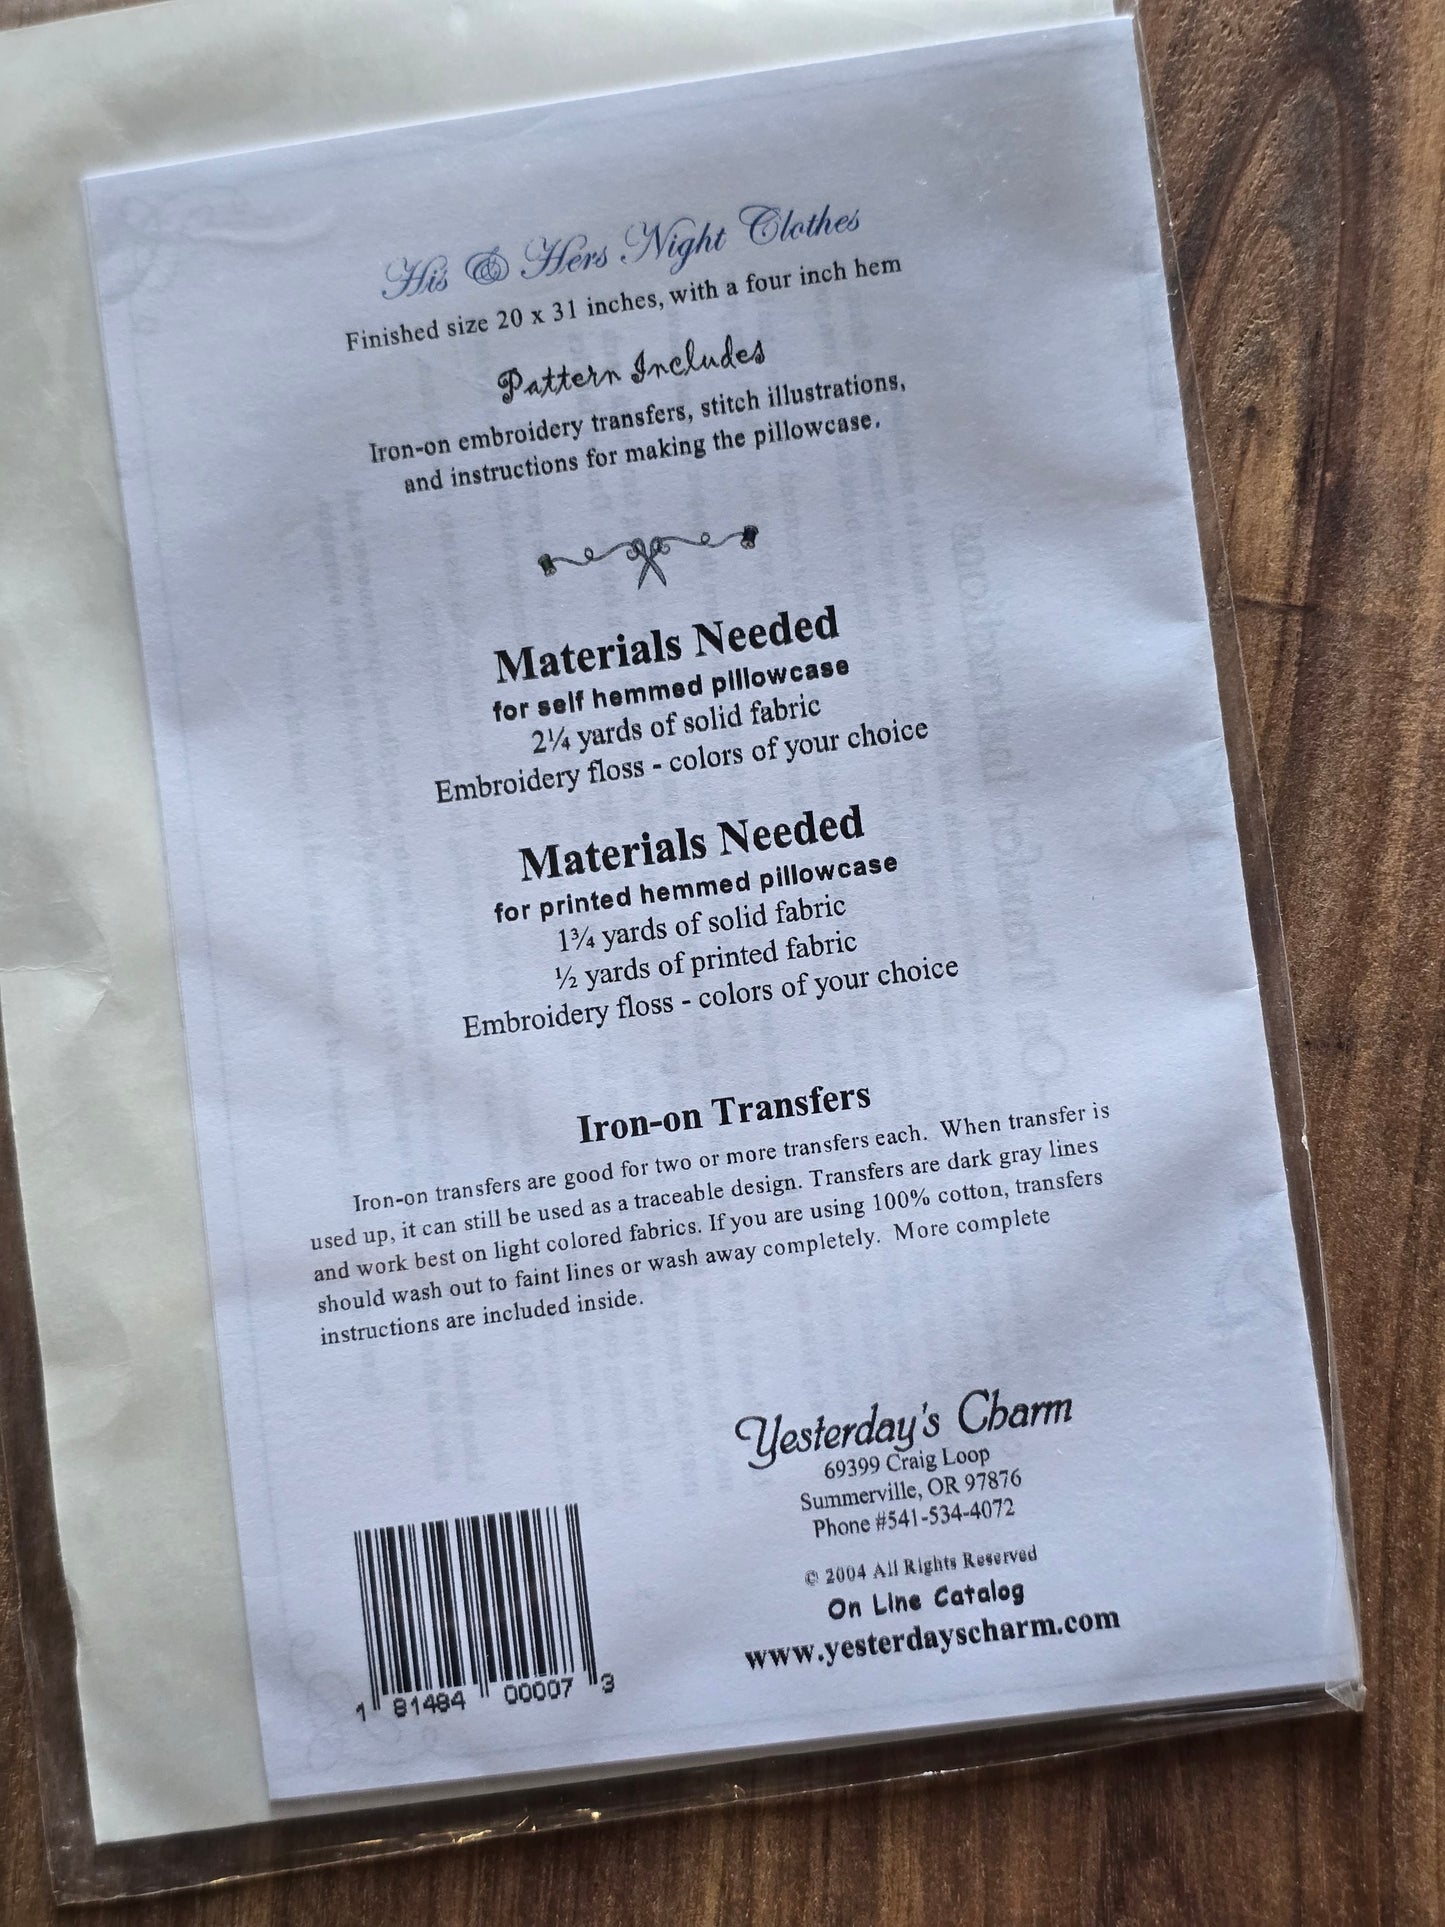 His & Hers Night Clothes
Finished size 20 x 31 inches, with a four inch hem
Pattern Includes
Iron-on embroidery transfers, stitch illustrations,
and instructions for making the pillowcase.
Materials Needed
for self hemmed pillowcase
2¼ yards of solid fabric
Embroidery floss - colors of your choice
Materials Needed
for printed hemmed pillowcase
1¾ yards of solid fabric
½ yards of printed fabric
Embroidery floss - colors of your choice
Iron-on Transfers
Iron-on transfers are good for two or more transfers each. When transfer is
used up, it can still be used as a traceable design. Transfers are dark gray lines
and work best on light colored fabrics. If you are using 100% cotton, transfers
should wash out to faint lines or wash away completely. More complete
instructions are included inside.
Yesterday's Charm
69399 Craig Loop
Summerville, OR 97876
Phone #541-534-4072
© 2004 All Rights Reserved
On Line Catalog
www.yesterdayscharm.com
1 81484 00007 3